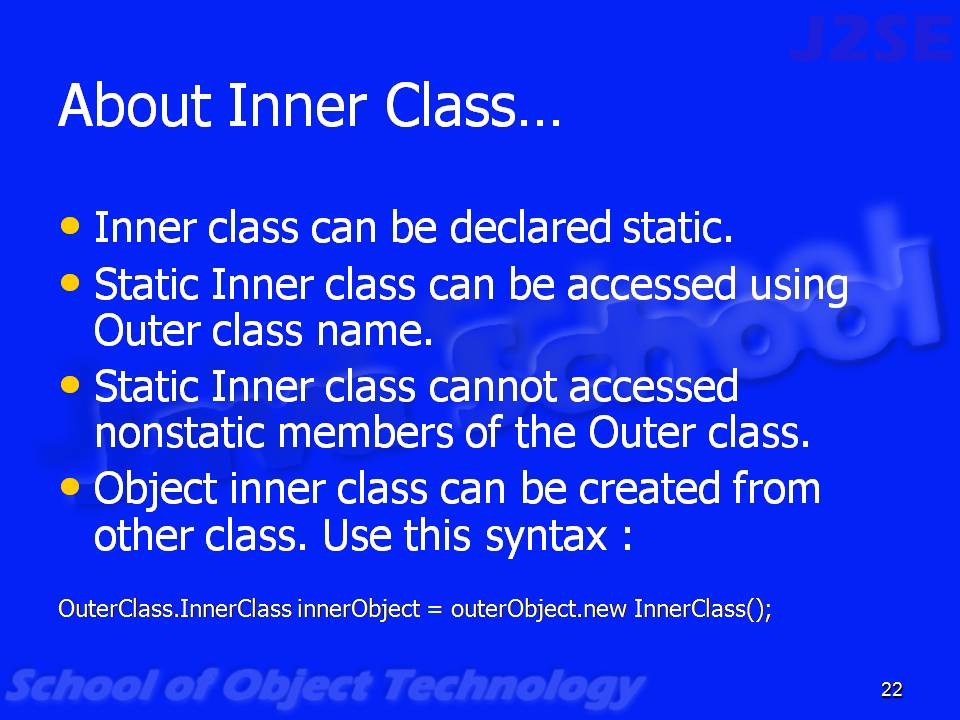 J2SE
About Inner Class…
• Inner class can be declared static.
• Static Inner class can be accessed using
Outer class name.
• Static Inner class cannot accessed
nonstatic members of the Outer class.
• Object inner class can be created from
other class. Use this syntax :
OuterClass.InnerClass innerObject = outerObject.new InnerClass();
Java School
School of Object Technology
22